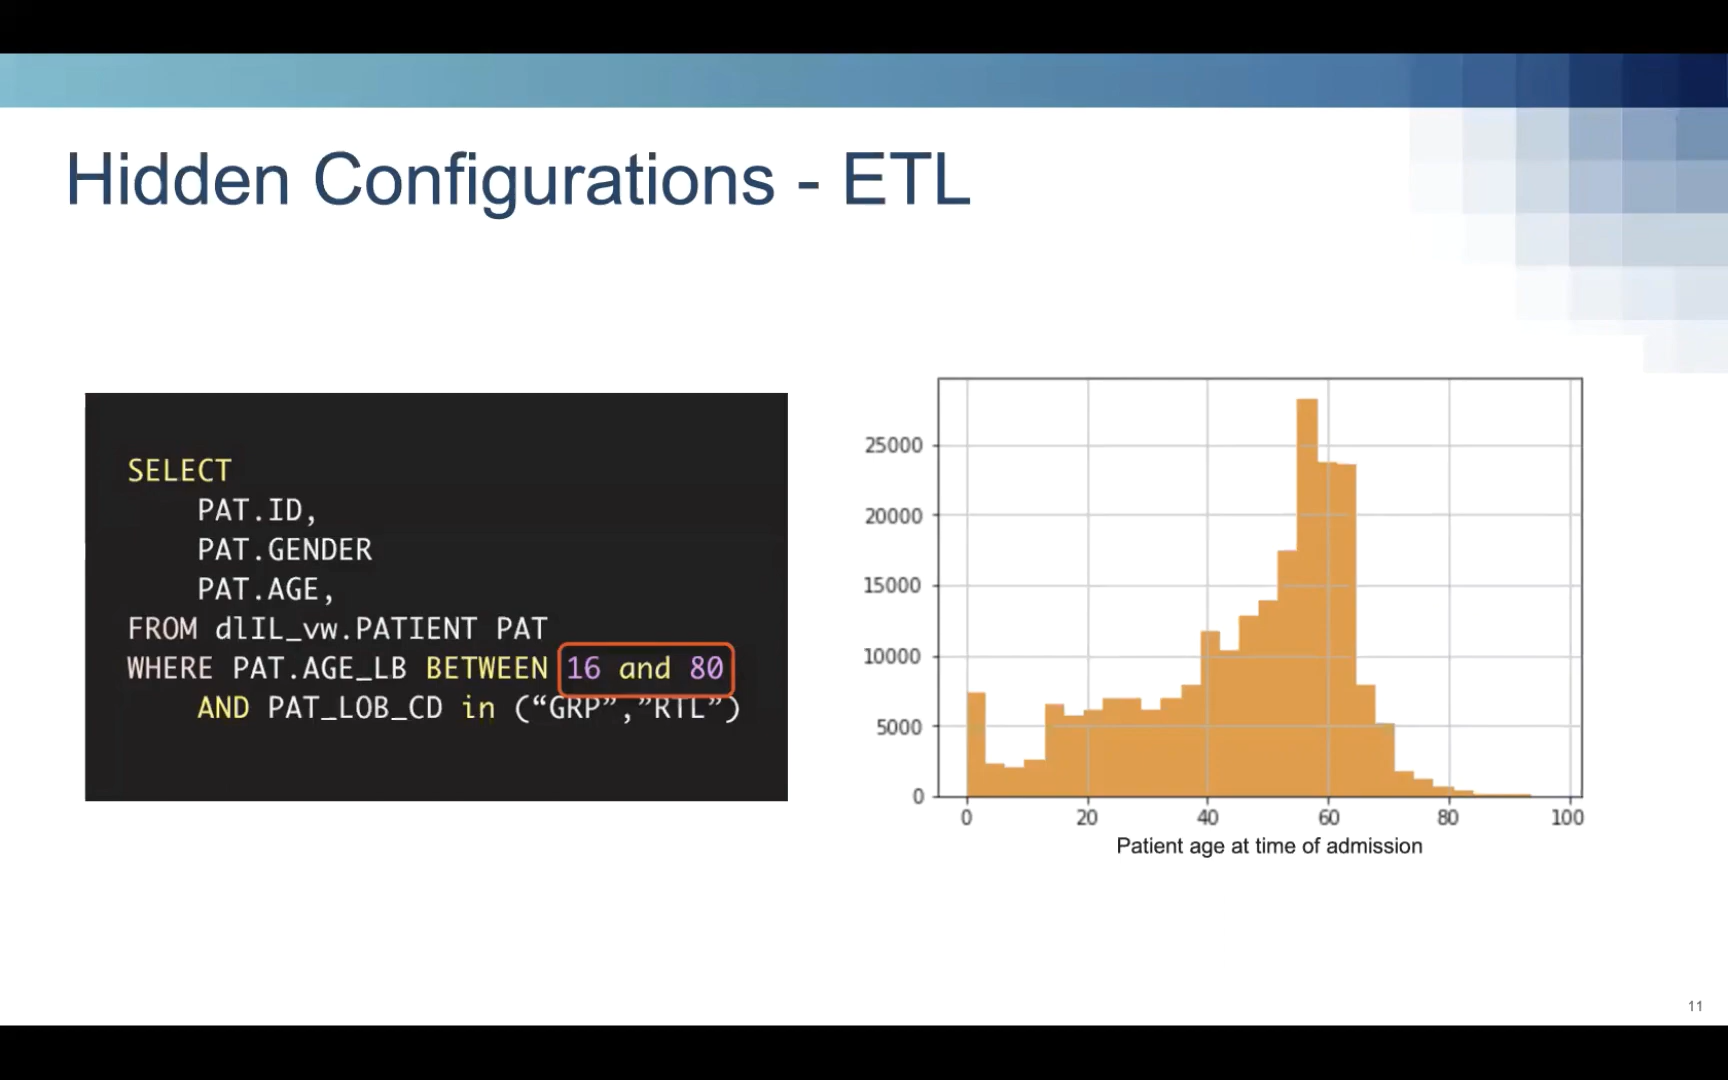 Hidden Configurations - ETL
SELECT
PAT.ID,
PAT.GENDER
PAT.AGE,
FROM dlIL_vw.PATIENT PAT
WHERE PAT.AGE_LB BETWEEN 16 and 80
AND PAT_LOB_CD in (“GRP”,”RTL”)
25000
20000
15000
10000
5000
0
0 20 40 60 80 100
Patient age at time of admission
11